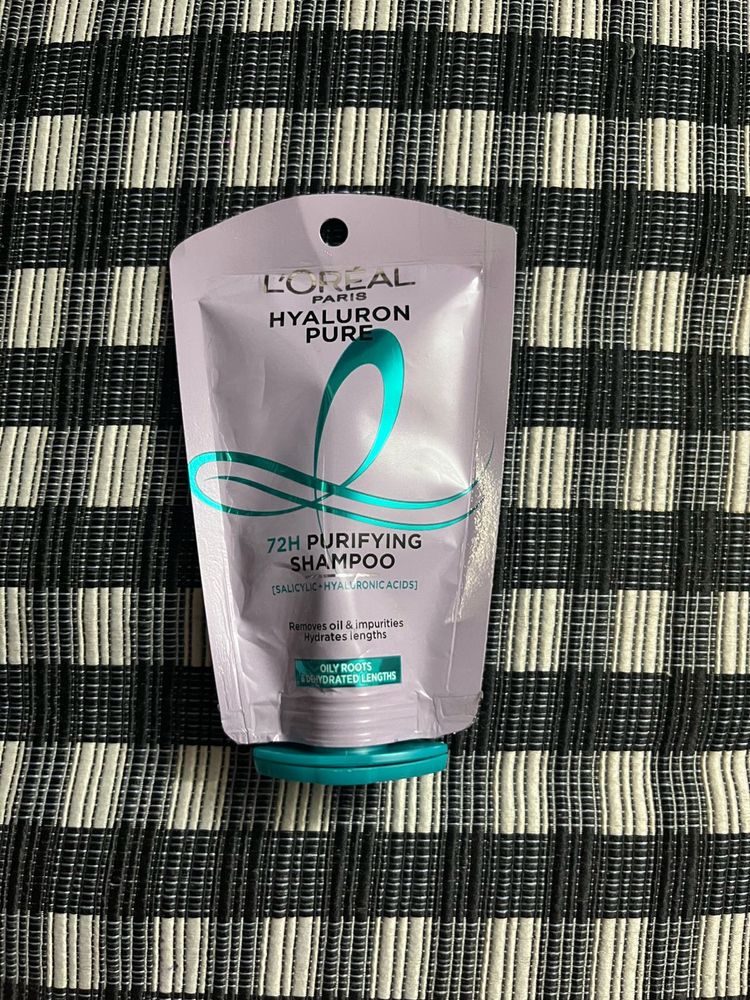 L'ORÉAL
PARIS
HYALURON
PURE
72H PURIFYING
SHAMPOO
[SALICYLIC+HYALURONIC ACIDS]
Removes oil & impurities
Hydrates lengths
OILY ROOTS
& DEHYDRATED LENGTHS